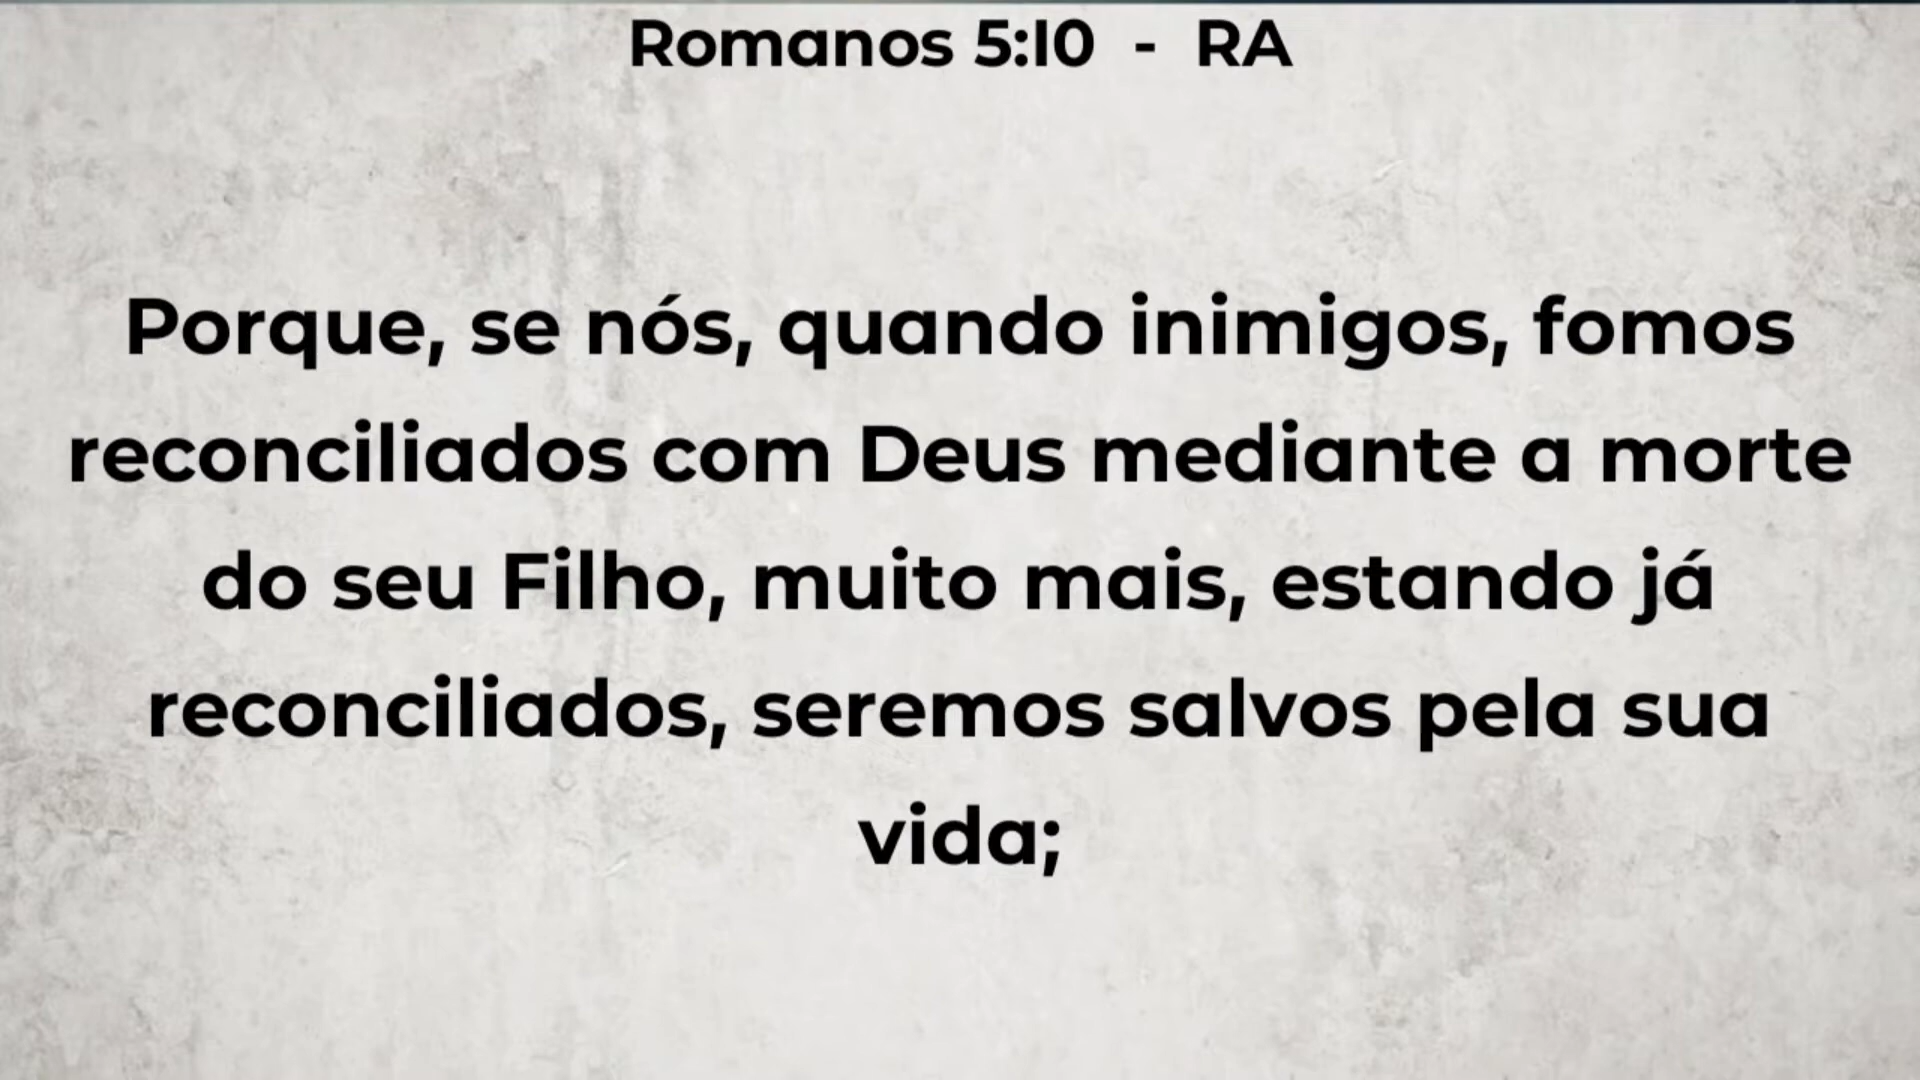 Romanos 5:10 - RA
Porque, se nós, quando inimigos, fomos
reconciliados com Deus mediante a morte
do seu Filho, muito mais, estando já
reconciliados, seremos salvos pela sua
vida;